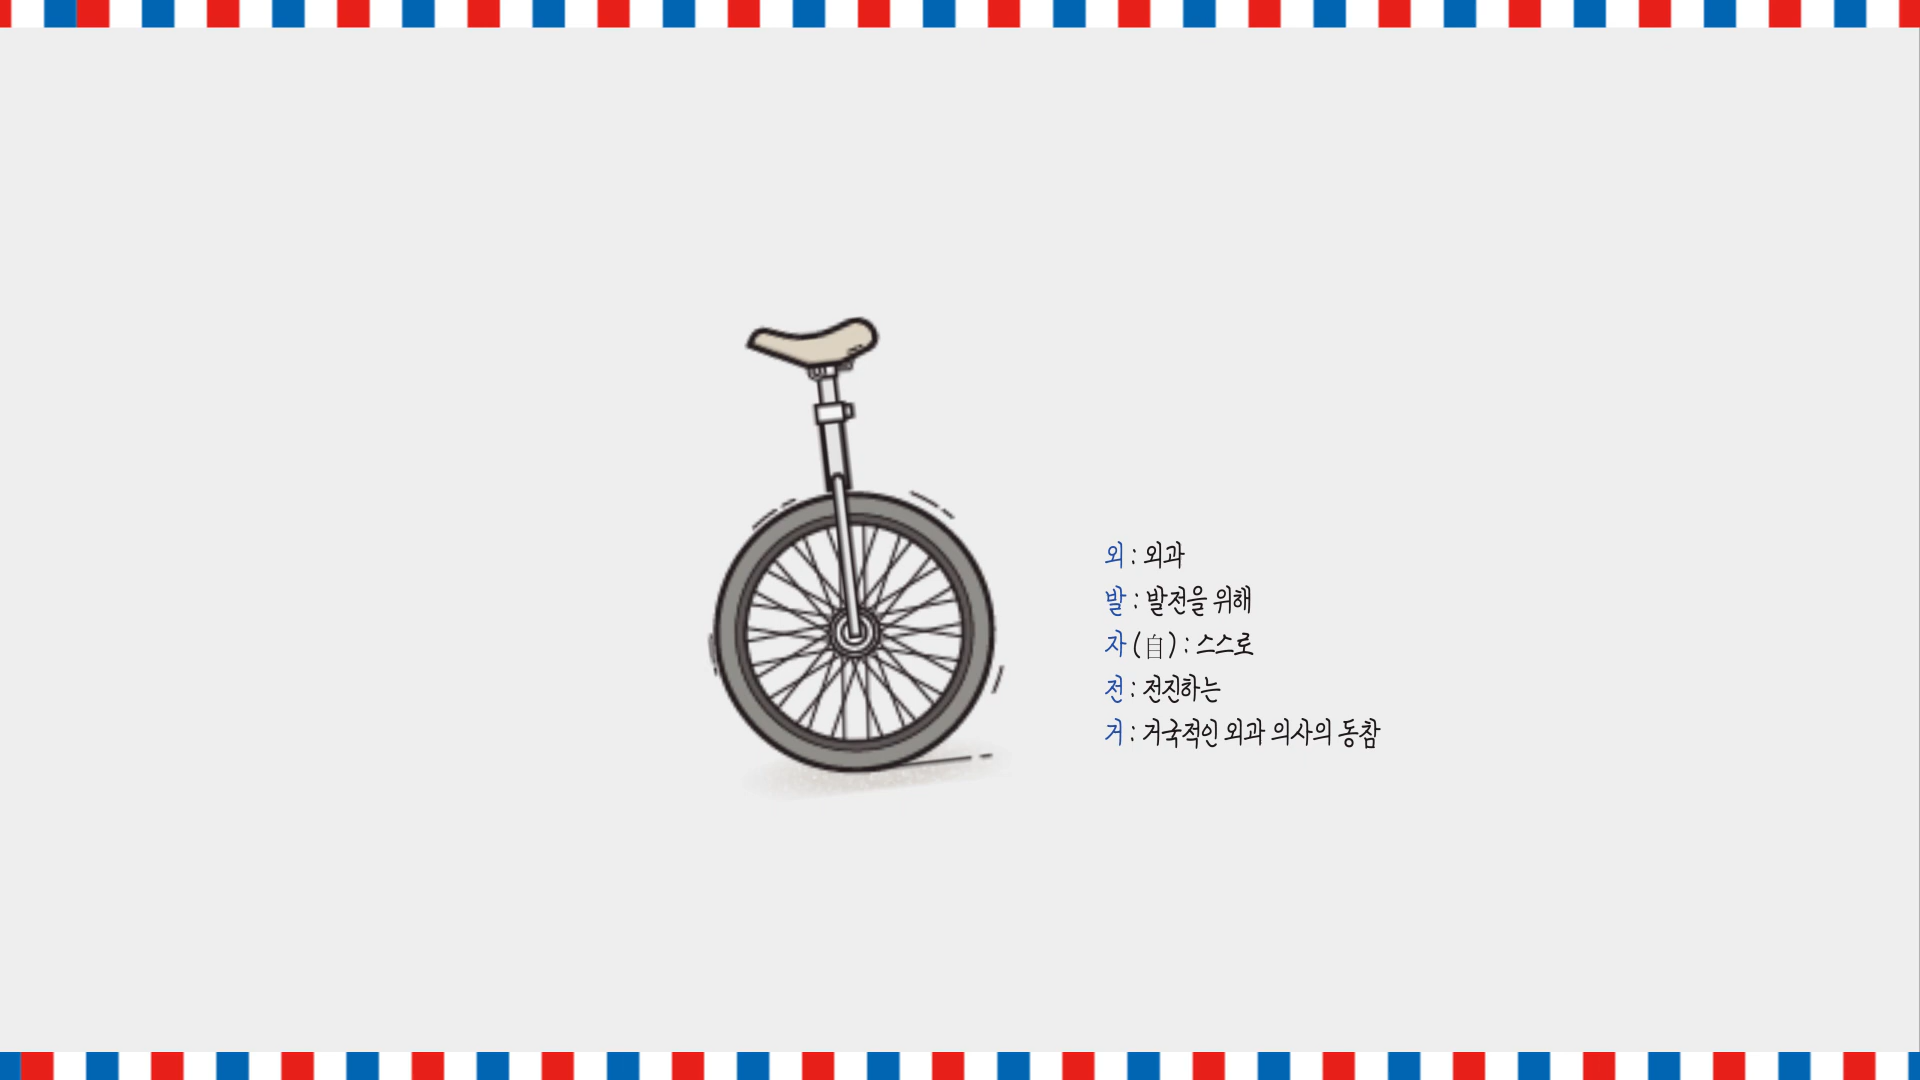 외 : 외과
발 : 발전을 위해
자 (自) : 스스로
전 : 전진하는
거 : 거국적인 외과 의사의 동참